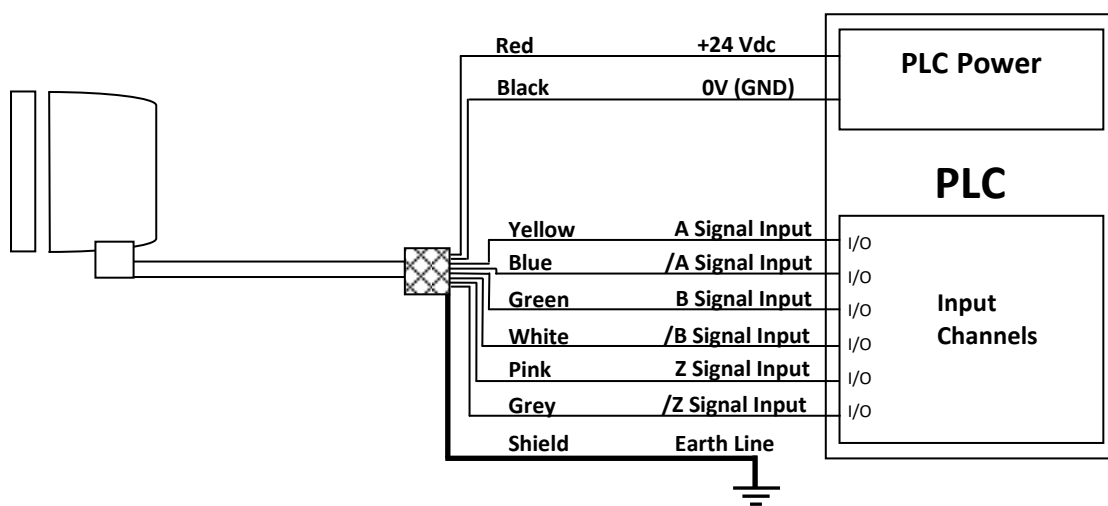 Red +24 Vdc
PLC Power
Black 0V (GND)
PLC
Yellow A Signal Input I/O
Blue /A Signal Input I/O
Green B Signal Input I/O
Input
Channels
White /B Signal Input I/O
Pink Z Signal Input I/O
Grey /Z Signal Input I/O
Shield Earth Line